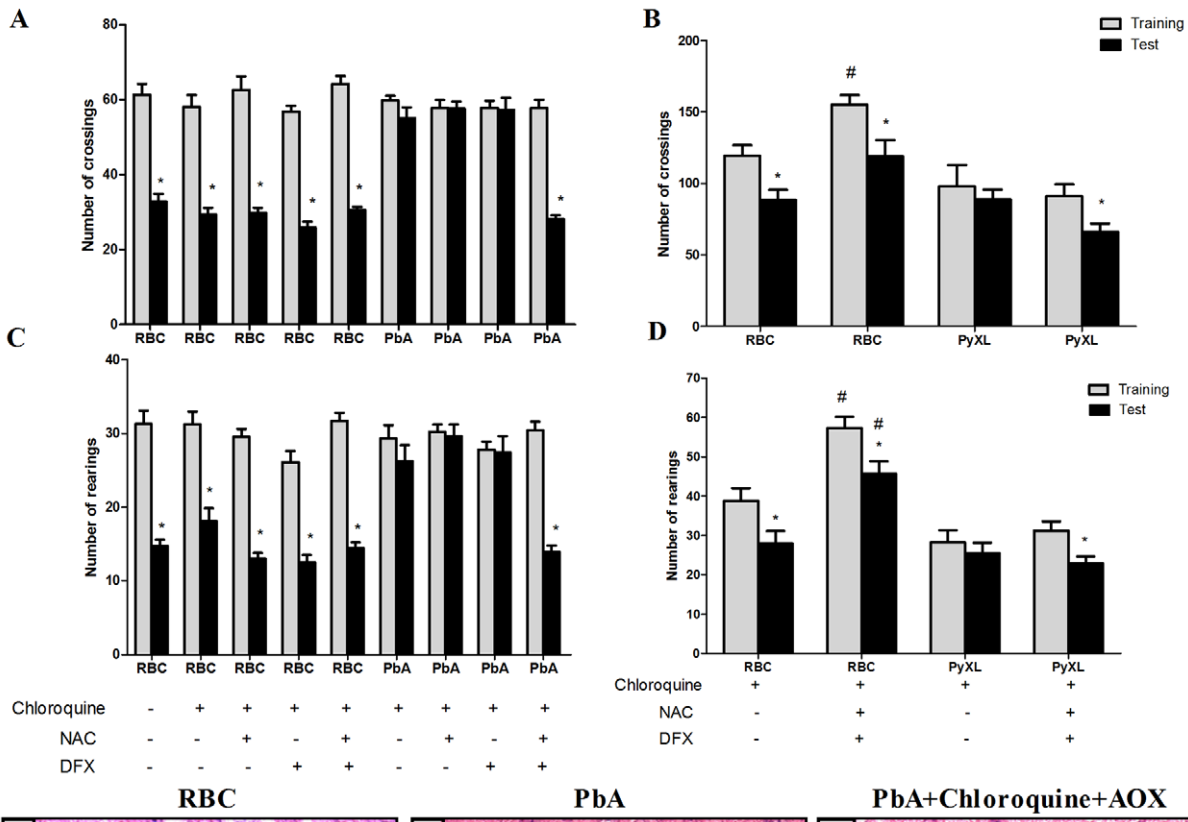 A
80
60
40
20
0
Number of crossings
* * * * * *
RBC RBC RBC RBC RBC PbA PbA PbA PbA
B
Training
Test
200
150
100
50
0
Number of crossings
#
* * *
RBC RBC PyXL PyXL
C
40
30
20
10
0
Number of rearings
* * * * * *
RBC RBC RBC RBC RBC PbA PbA PbA PbA
Chloroquine - + + + + + + + +
NAC - - + - + - + - +
DFX - - - + + - - + +
D
Training
Test
70
60
50
40
30
20
10
0
Number of rearings
# #
* * *
RBC RBC PyXL PyXL
Chloroquine + + + +
NAC - + - +
DFX - + - +
RBC PbA PbA+Chloroquine+AOX